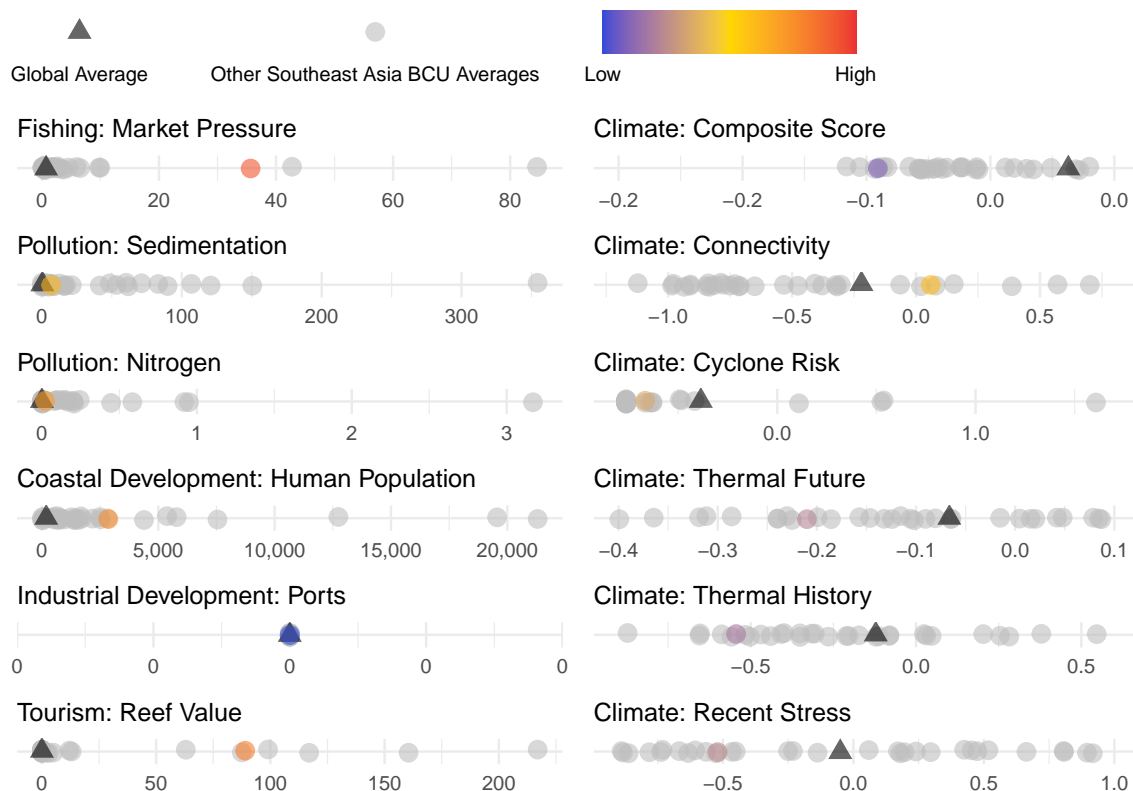 Global Average
Other Southeast Asia BCU Averages
Low
High
Fishing: Market Pressure
0 20 40 60 80
Pollution: Sedimentation
0 100 200 300
Pollution: Nitrogen
0 1 2 3
Coastal Development: Human Population
0 5,000 10,000 15,000 20,000
Industrial Development: Ports
0 0 0 0 0
Tourism: Reef Value
0 50 100 150 200
Climate: Composite Score
−0.2 −0.2 −0.1 0.0 0.0
Climate: Connectivity
−1.0 −0.5 0.0 0.5
Climate: Cyclone Risk
0.0 1.0
Climate: Thermal Future
−0.4 −0.3 −0.2 −0.1 0.0 0.1
Climate: Thermal History
−0.5 0.0 0.5
Climate: Recent Stress
−0.5 0.0 0.5 1.0